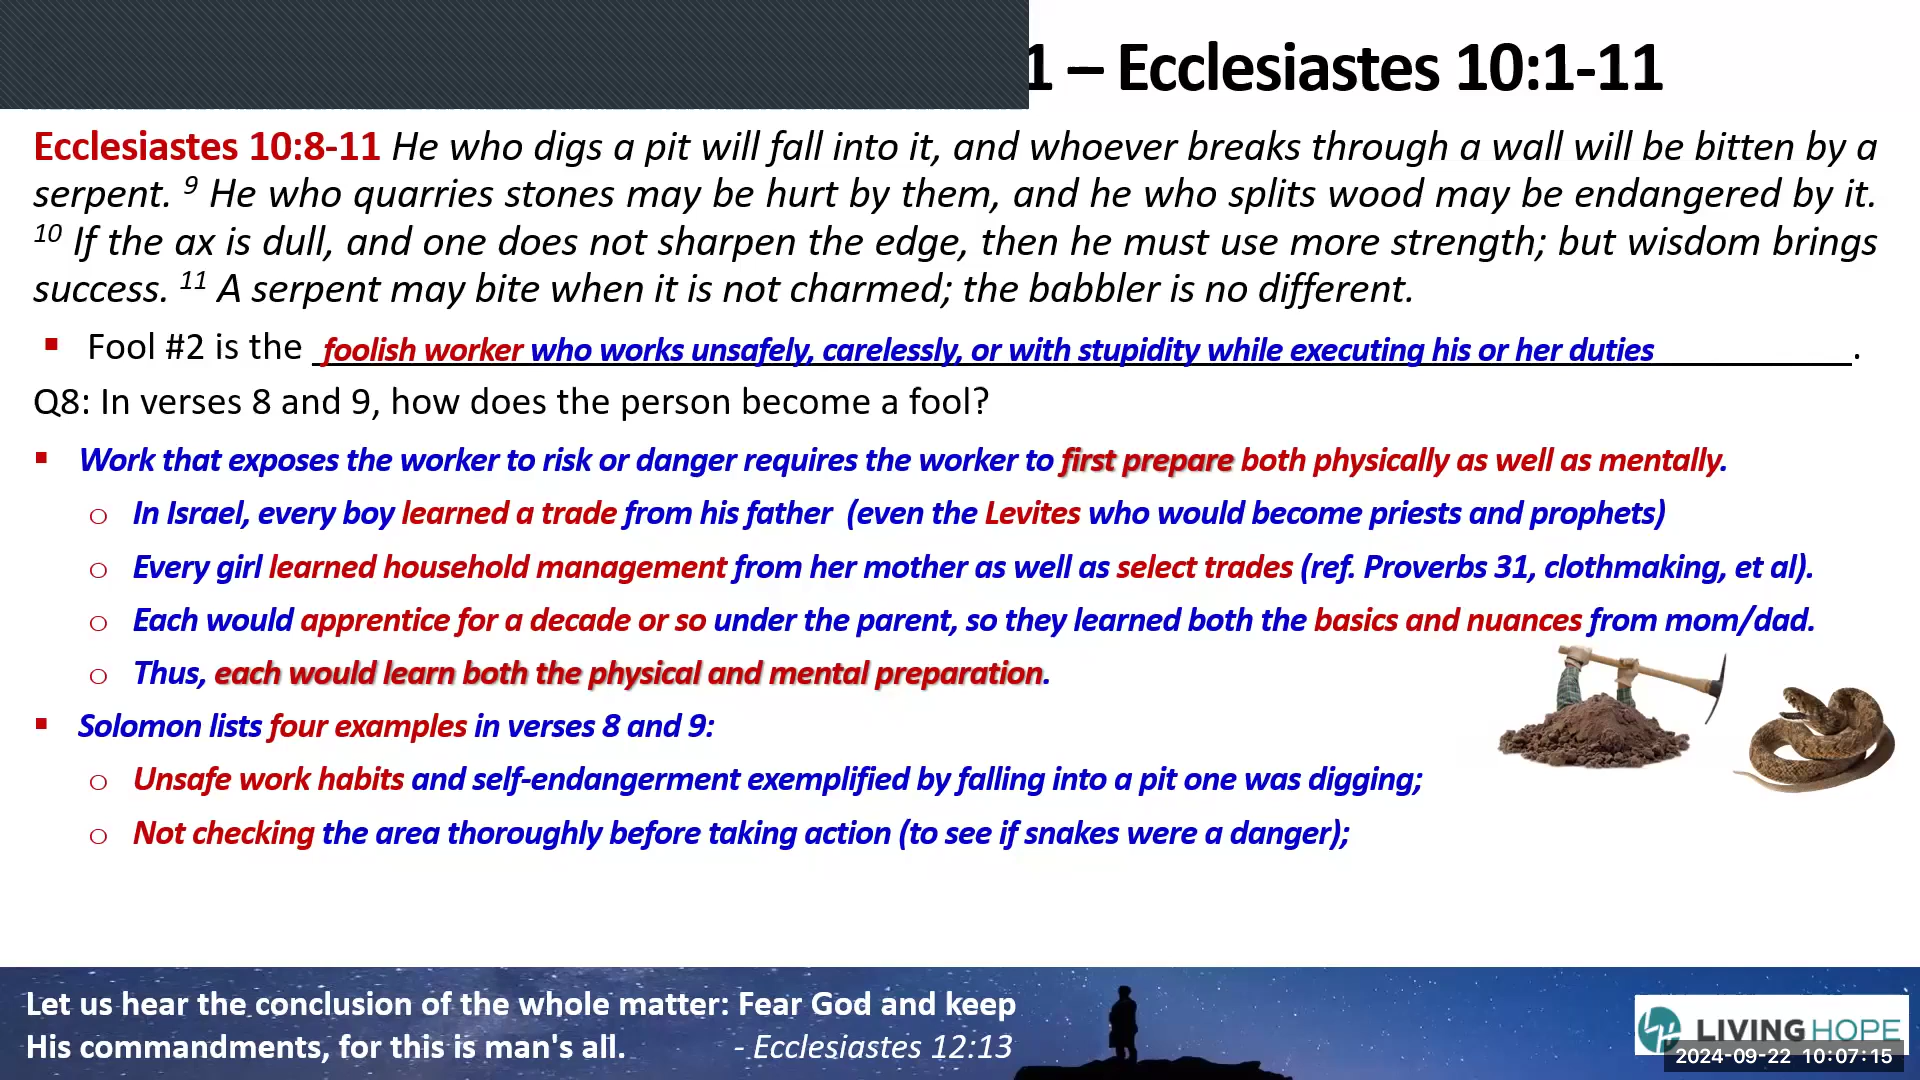 1 – Ecclesiastes 10:1-11
Ecclesiastes 10:8-11 He who digs a pit will fall into it, and whoever breaks through a wall will be bitten by a
serpent. 9 He who quarries stones may be hurt by them, and he who splits wood may be endangered by it.
10 If the ax is dull, and one does not sharpen the edge, then he must use more strength; but wisdom brings
success. 11 A serpent may bite when it is not charmed; the babbler is no different.
▪ Fool #2 is the foolish worker who works unsafely, carelessly, or with stupidity while executing his or her duties.
Q8: In verses 8 and 9, how does the person become a fool?
▪ Work that exposes the worker to risk or danger requires the worker to first prepare both physically as well as mentally.
o In Israel, every boy learned a trade from his father (even the Levites who would become priests and prophets)
o Every girl learned household management from her mother as well as select trades (ref. Proverbs 31, clothmaking, et al).
o Each would apprentice for a decade or so under the parent, so they learned both the basics and nuances from mom/dad.
o Thus, each would learn both the physical and mental preparation.
▪ Solomon lists four examples in verses 8 and 9:
o Unsafe work habits and self-endangerment exemplified by falling into a pit one was digging;
o Not checking the area thoroughly before taking action (to see if snakes were a danger);
Let us hear the conclusion of the whole matter: Fear God and keep
His commandments, for this is man's all. - Ecclesiastes 12:13
LH LIVING HOPE
2024-09-22 10:07:15